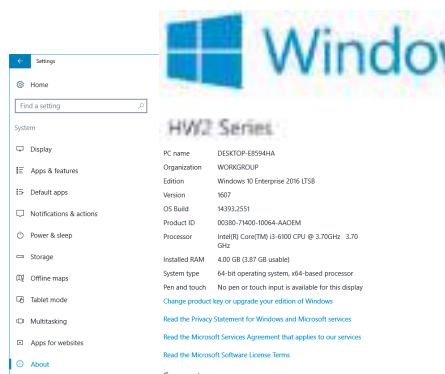 Settings
Window
Home
Find a setting
System
HW2 Series
Display
PC name DESKTOP-E8594HA
Organization WORKGROUP
Apps & features
Edition Windows 10 Enterprise 2016 LTSB
Version 1607
Default apps
OS Build 14393.2551
Notifications & actions
Product ID 00380-71400-10064-AAOEM
Power & sleep
Processor Intel(R) Core(TM) i3-6100 CPU @ 3.70GHz 3.70
GHz
Storage
Installed RAM 4.00 GB (3.87 GB usable)
Offline maps
System type 64-bit operating system, x64-based processor
Pen and touch No pen or touch input is available for this display
Tablet mode
Change product key or upgrade your edition of Windows
Multitasking
Read the Privacy Statement for Windows and Microsoft services
Apps for websites
Read the Microsoft Services Agreement that applies to our services
About
Read the Microsoft Software License Terms